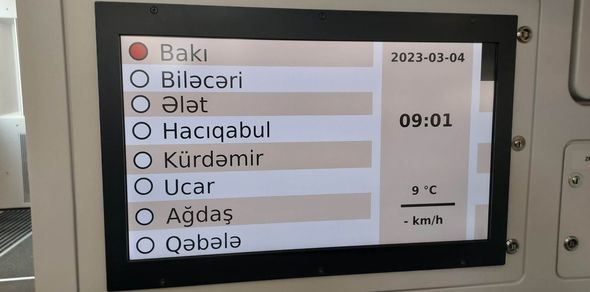 Bakı
Biləcəri
Ələt
Hacıqabul
Kürdəmir
Ucar
Ağdaş
Qəbələ
2023-03-04
09:01
9 °C
- km/h